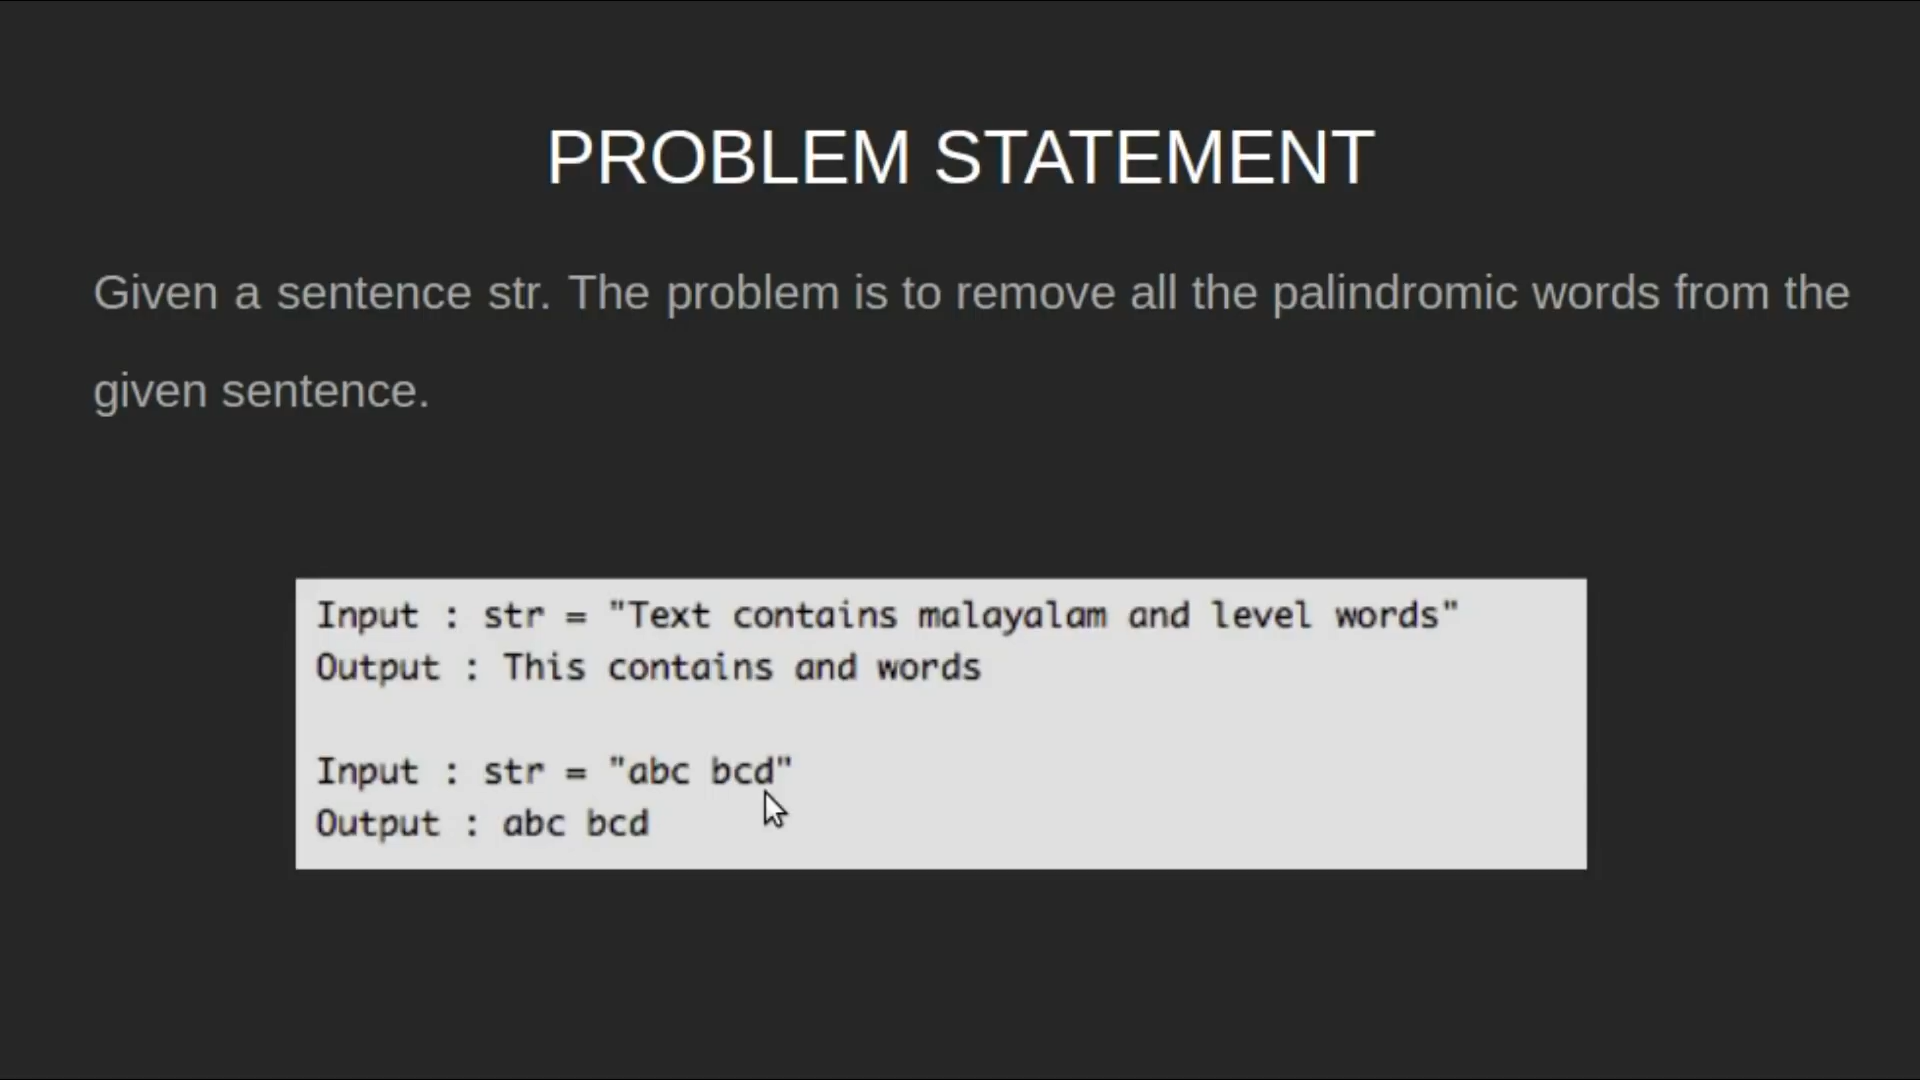 PROBLEM STATEMENT
Given a sentence str. The problem is to remove all the palindromic words from the
given sentence.
Input : str = "Text contains malayalam and level words"
Output : This contains and words
Input : str = "abc bcd"
Output : abc bcd